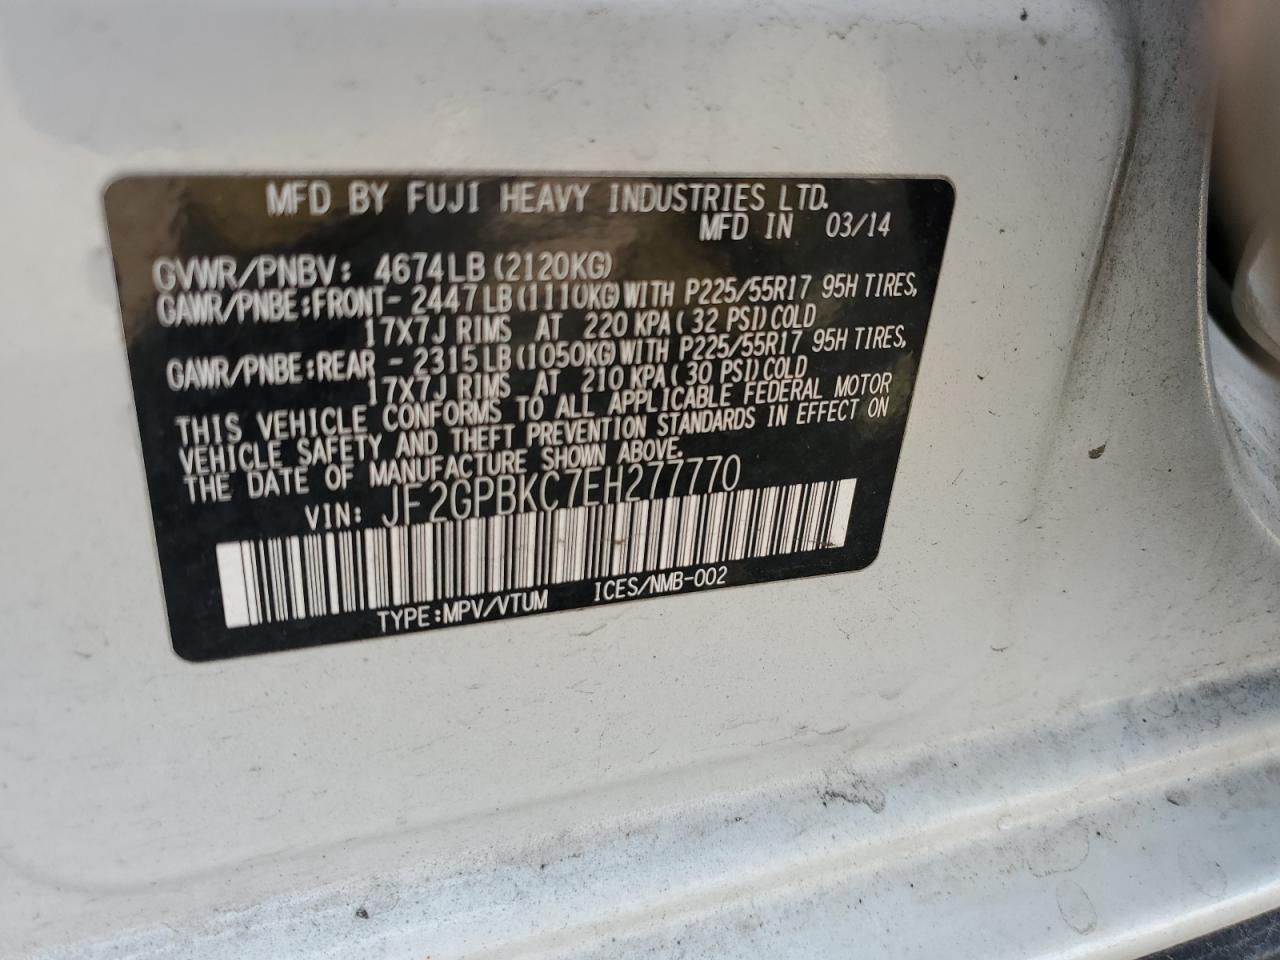 MFD BY FUJI HEAVY INDUSTRIES LTD.
MFD IN 03/14
GVWR/PNBV: 4674LB (2120KG)
GAWR/PNBE:FRONT- 2447LB(1110KG)WITH P225/55R17 95H TIRES,
17X7J RIMS AT 220 KPA( 32 PSI)COLD
GAWR/PNBE:REAR - 2315LB(1050KG)WITH P225/55R17 95H TIRES,
17X7J RIMS AT 210 KPA( 30 PSI)COLD
THIS VEHICLE CONFORMS TO ALL APPLICABLE FEDERAL MOTOR
VEHICLE SAFETY AND THEFT PREVENTION STANDARDS IN EFFECT ON
THE DATE OF MANUFACTURE SHOWN ABOVE.
VIN: JF2GPBKC7EH277770
TYPE:MPV/VTUM ICES/NMB-002